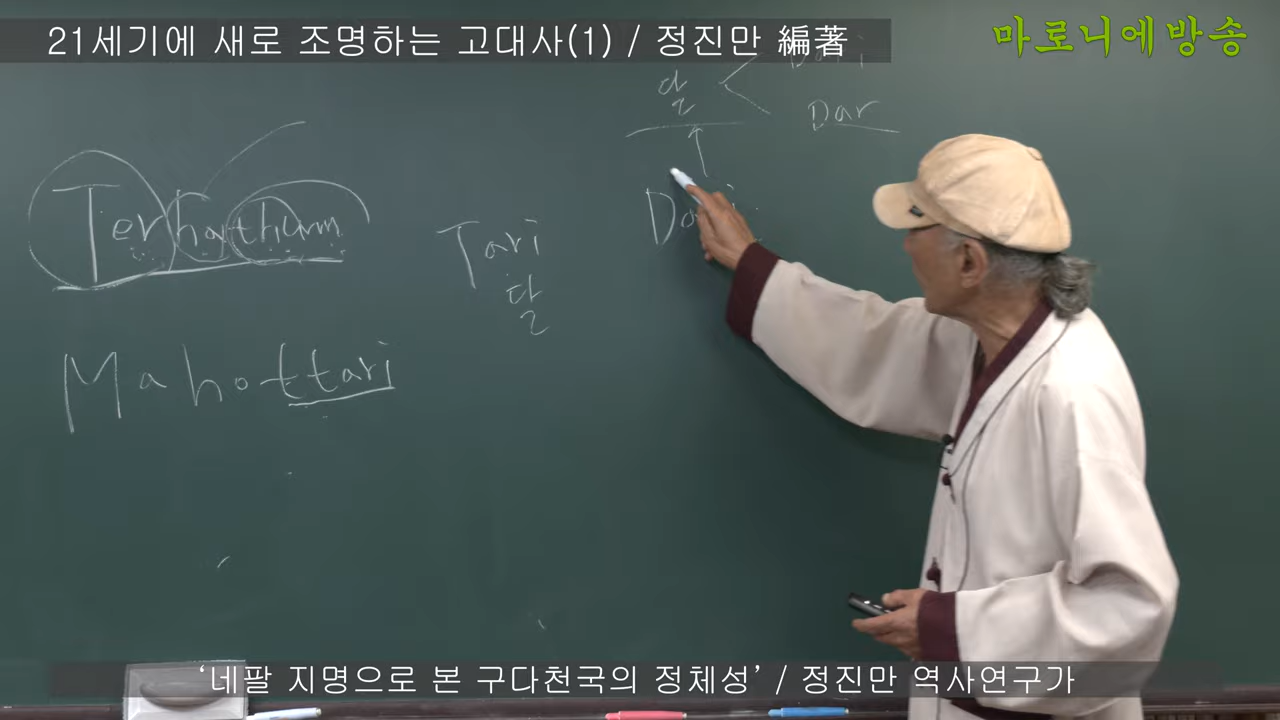 21세기에 새로 조명하는 고대사(1) / 정진만 編著
마로니에방송
달 <
Dar
Terhathum
Tari
달
Mahottari
‘네팔 지명으로 본 구다천국의 정체성’ / 정진만 역사연구가